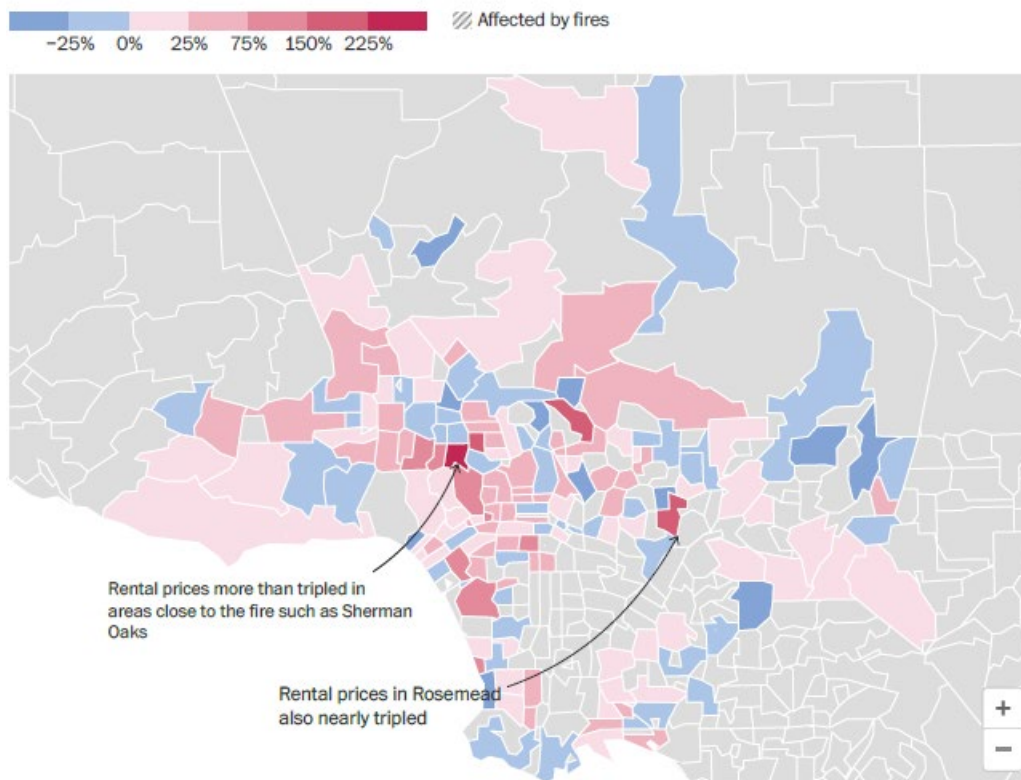 Affected by fires
−25% 0% 25% 75% 150% 225%
Rental prices more than tripled in
areas close to the fire such as Sherman
Oaks
Rental prices in Rosemead
also nearly tripled
+
−